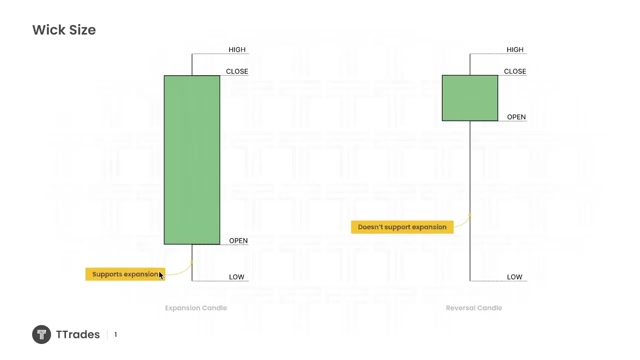 Wick Size
HIGH
CLOSE
OPEN
LOW
Supports expansion
Expansion Candle
HIGH
CLOSE
OPEN
Doesn't support expansion
LOW
Reversal Candle
TTrades
1